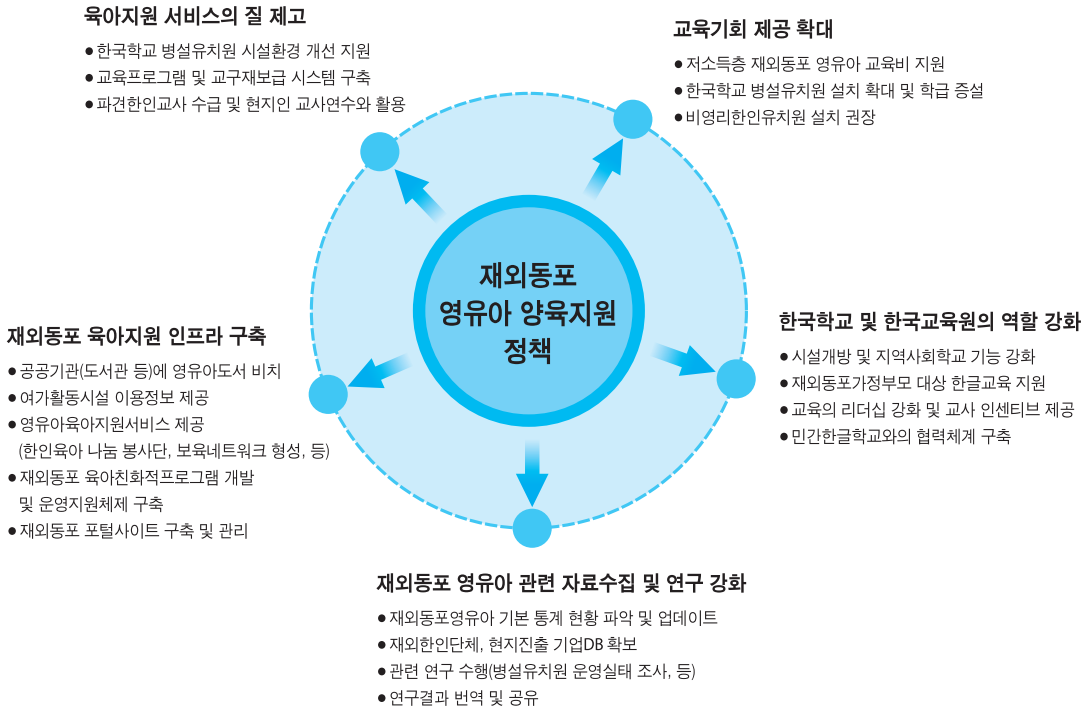 육아지원 서비스의 질 제고
● 한국학교 병설유치원 시설환경 개선 지원
● 교육프로그램 및 교구재보급 시스템 구축
● 파견한인교사 수급 및 현지인 교사연수와 활용
교육기회 제공 확대
● 저소득층 재외동포 영유아 교육비 지원
● 한국학교 병설유치원 설치 확대 및 학급 증설
● 비영리한인유치원 설치 권장
재외동포
영유아 양육지원
정책
재외동포 육아지원 인프라 구축
● 공공기관(도서관 등)에 영유아도서 비치
● 여가활동시설 이용정보 제공
● 영유아육아지원서비스 제공
(한인육아 나눔 봉사단, 보육네트워크 형성, 등)
● 재외동포 육아친화적프로그램 개발
및 운영지원체제 구축
● 재외동포 포털사이트 구축 및 관리
한국학교 및 한국교육원의 역할 강화
● 시설개방 및 지역사회학교 기능 강화
● 재외동포가정부모 대상 한글교육 지원
● 교육의 리더십 강화 및 교사 인센티브 제공
● 민간한글학교와의 협력체계 구축
재외동포 영유아 관련 자료수집 및 연구 강화
● 재외동포영유아 기본 통계 현황 파악 및 업데이트
● 재외한인단체, 현지진출 기업DB 확보
● 관련 연구 수행(병설유치원 운영실태 조사, 등)
● 연구결과 번역 및 공유